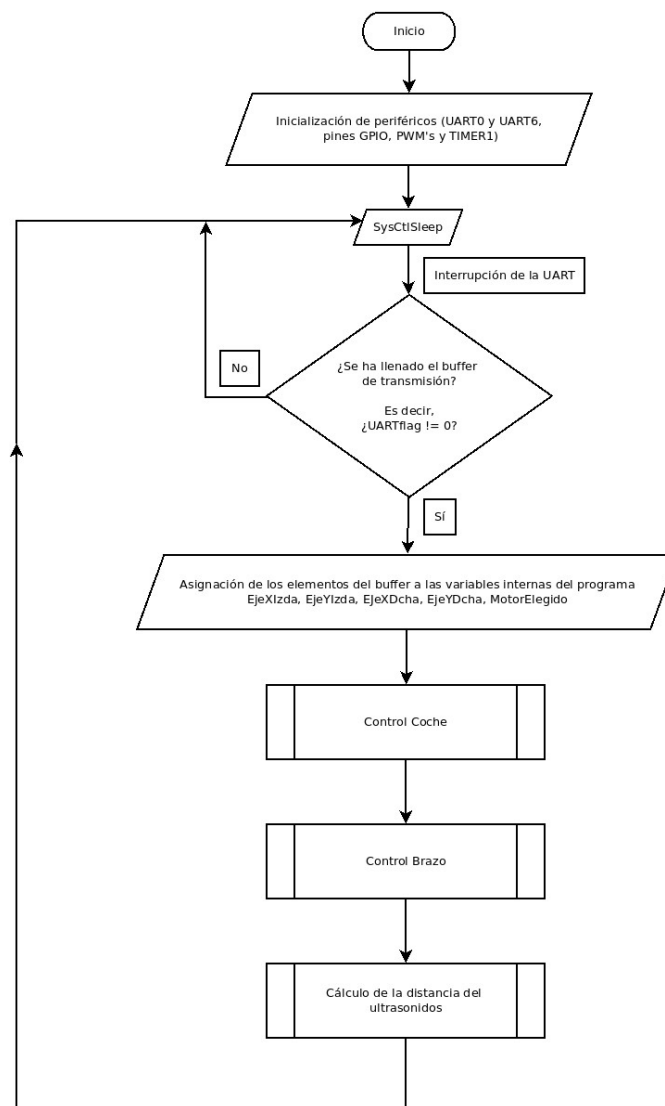 Inicio
Inicialización de periféricos (UART0 y UART6,
pines GPIO, PWM's y TIMER1)
SysCtlSleep
Interrupción de la UART
¿Se ha llenado el buffer
de transmisión?
Es decir,
¿UARTflag != 0?
No
Sí
Asignación de los elementos del buffer a las variables internas del programa
EjeXIzda, EjeYIzda, EJeXDcha, EjeYDcha, MotorElegido
Control Coche
Control Brazo
Cálculo de la distancia del
ultrasonidos